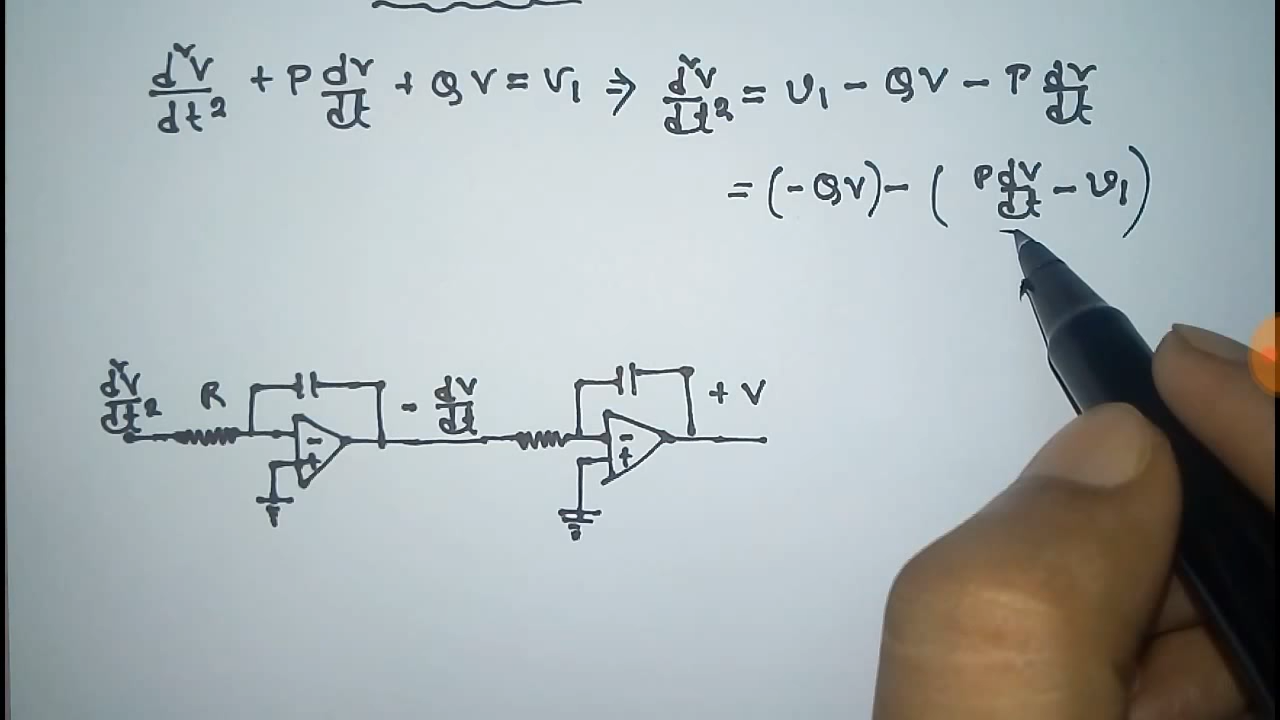 d²v/dt² + P dv/dt + QV = V₁ ⇒ d²v/dt² = v₁ - QV - P dv/dt
= (-QV) - (P dv/dt - v₁)
d²v/dt² R - dv/dt + V
- -
+ +